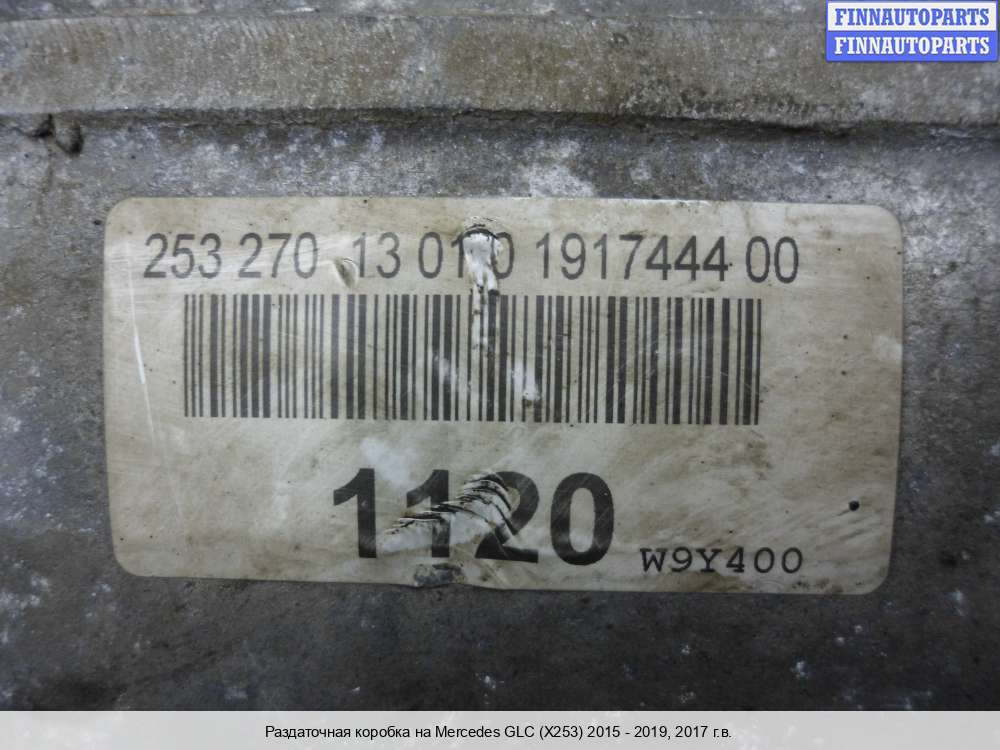 FINNAUTOPARTS
FINNAUTOPARTS
253 270 13 01 0 1917444 00
1120
W9Y400
Раздаточная коробка на Mercedes GLC (X253) 2015 - 2019, 2017 г.в.